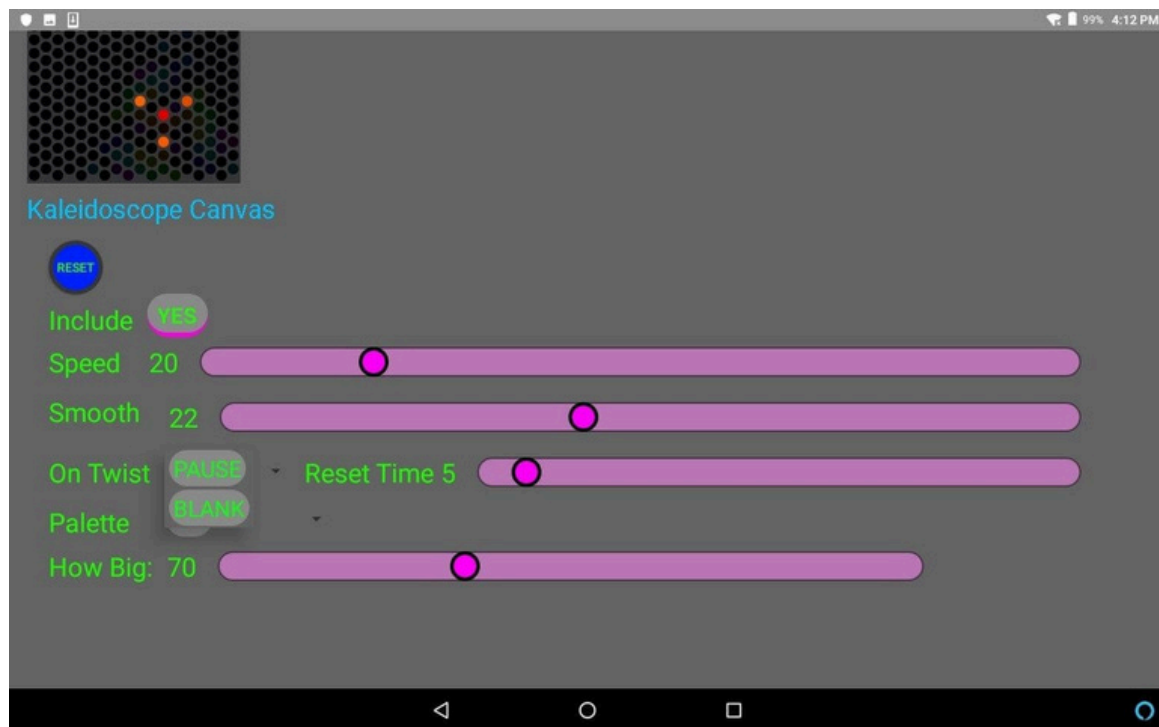 99% 4:12 PM
Kaleidoscope Canvas
RESET
Include YES
Speed 20
Smooth 22
On Twist PAUSE Reset Time 5
BLANK
Palette
How Big: 70